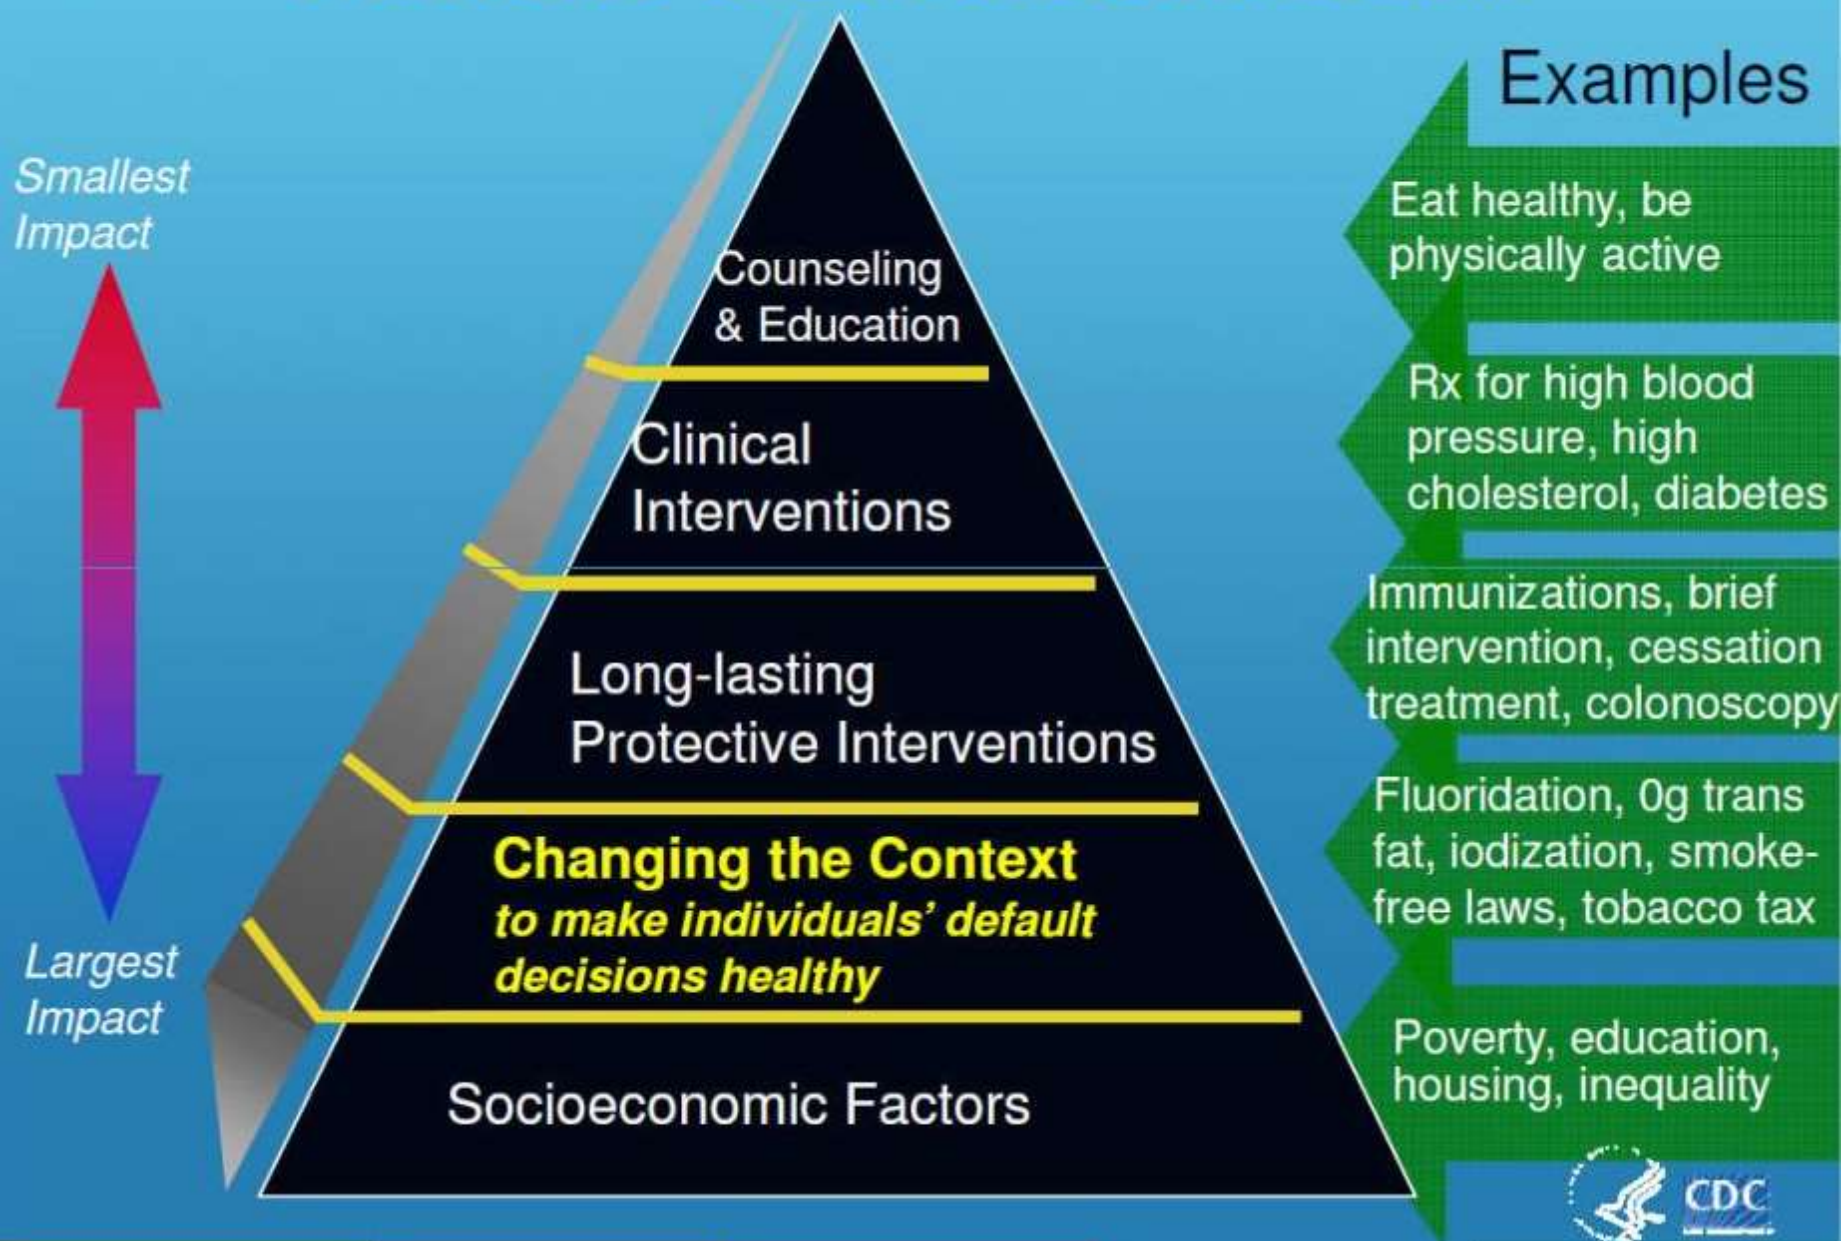 Examples
Smallest
Impact
Largest
Impact
Counseling
& Education
Clinical
Interventions
Long-lasting
Protective Interventions
Changing the Context
to make individuals’ default
decisions healthy
Socioeconomic Factors
Eat healthy, be
physically active
Rx for high blood
pressure, high
cholesterol, diabetes
Immunizations, brief
intervention, cessation
treatment, colonoscopy
Fluoridation, 0g trans
fat, iodization, smoke-
free laws, tobacco tax
Poverty, education,
housing, inequality
CDC